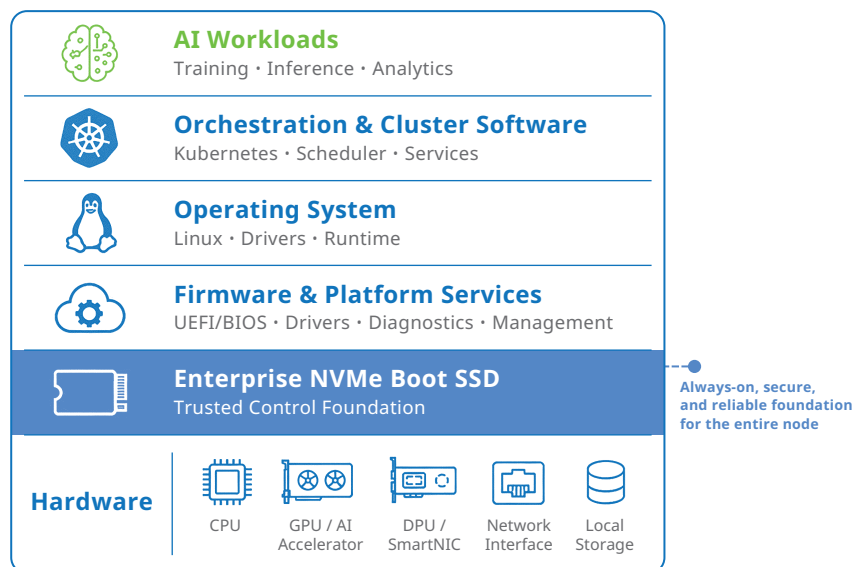 AI Workloads
Training • Inference • Analytics
Orchestration & Cluster Software
Kubernetes • Scheduler • Services
Operating System
Linux • Drivers • Runtime
Firmware & Platform Services
UEFI/BIOS • Drivers • Diagnostics • Management
Enterprise NVMe Boot SSD
Trusted Control Foundation
Always-on, secure,
and reliable foundation
for the entire node
Hardware
CPU
GPU / AI
Accelerator
DPU /
SmartNIC
Network
Interface
Local
Storage